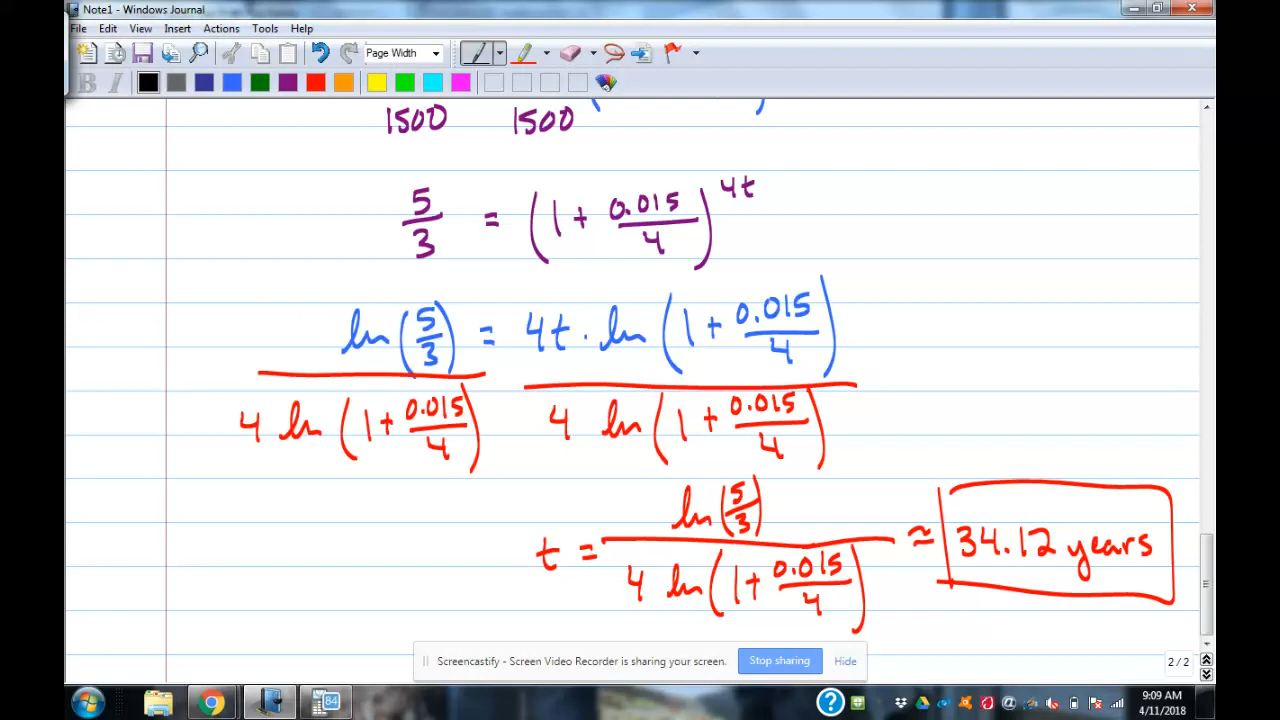 Note1 - Windows Journal
File Edit View Insert Actions Tools Help
Page Width
B I
1500 1500
5/3 = (1 + 0.015/4)^4t
ln(5/3) = 4t · ln(1 + 0.015/4)
4 ln(1 + 0.015/4) 4 ln(1 + 0.015/4)
t = ln(5/3) / 4 ln(1 + 0.015/4) ≈ 34.12 years
Screencastify - Screen Video Recorder is sharing your screen. Stop sharing Hide
2 / 2
84
9:09 AM
4/11/2018